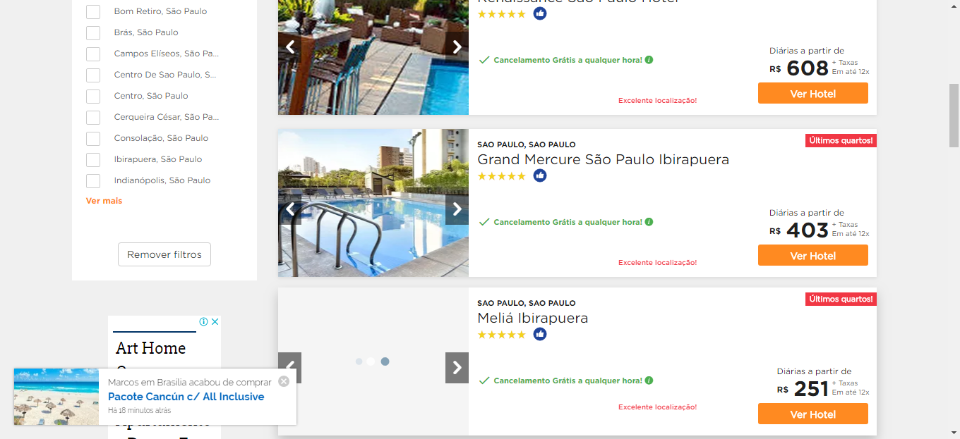 Bom Retiro, São Paulo
Brás, São Paulo
Campos Elíseos, São Pa...
Centro De Sao Paulo, S...
Centro, São Paulo
Cerqueira César, São Pa...
Consolação, São Paulo
Ibirapuera, São Paulo
Indianópolis, São Paulo
Ver mais
Remover filtros
Art Home
Marcos em Brasília acabou de comprar
Pacote Cancún c/ All Inclusive
Há 18 minutos atrás
Renaissance São Paulo Hotel
Cancelamento Grátis a qualquer hora!
Excelente localização!
Diárias a partir de
R$ 608 + Taxas
Em até 12x
Ver Hotel
SAO PAULO, SAO PAULO
Grand Mercure São Paulo Ibirapuera
Últimos quartos!
Cancelamento Grátis a qualquer hora!
Excelente localização!
Diárias a partir de
R$ 403 + Taxas
Em até 12x
Ver Hotel
SAO PAULO, SAO PAULO
Meliá Ibirapuera
Últimos quartos!
Cancelamento Grátis a qualquer hora!
Excelente localização!
Diárias a partir de
R$ 251 + Taxas
Em até 12x
Ver Hotel